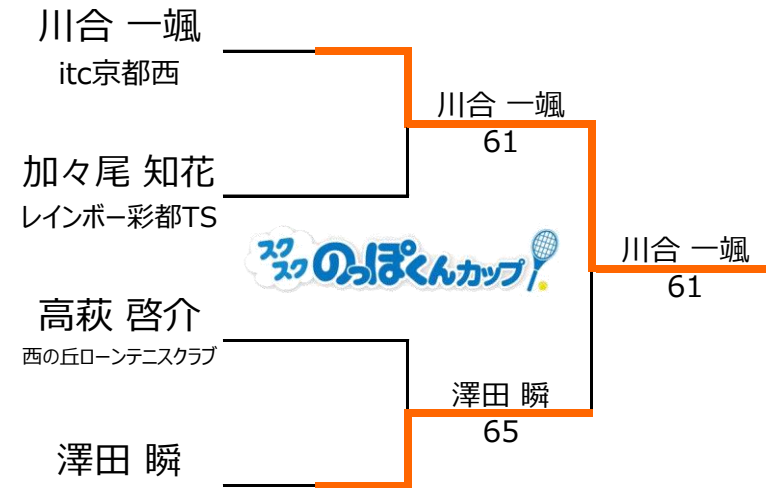 川合 一颯
itc京都西
川合 一颯
61
加々尾 知花
レインボー彩都TS
スクスクのっぽくんカップ
川合 一颯
61
高萩 啓介
西の丘ローンテニスクラブ
澤田 瞬
65
澤田 瞬